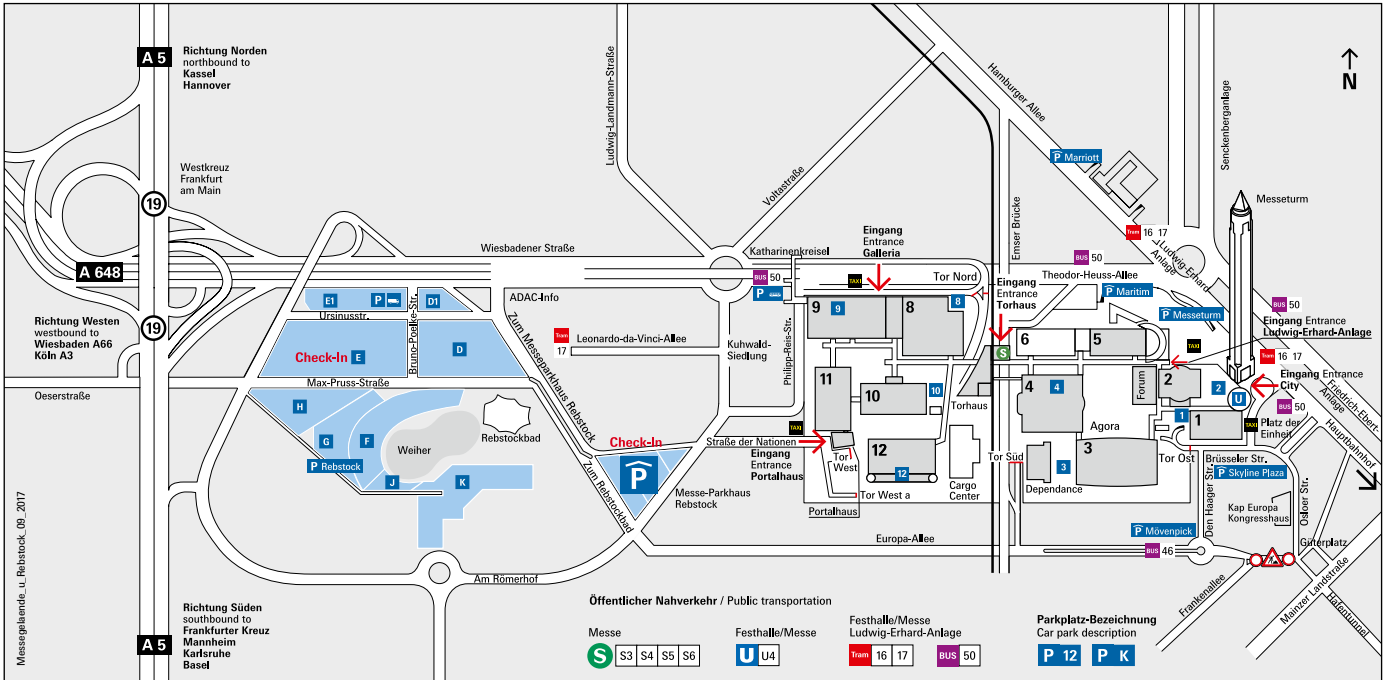 A 5
Richtung Norden
northbound to
Kassel
Hannover
Westkreuz
Frankfurt
am Main
19
A 648
19
Richtung Westen
westbound to
Wiesbaden A66
Köln A3
Oeserstraße
A 5
Richtung Süden
southbound to
Frankfurter Kreuz
Mannheim
Karlsruhe
Basel
Messegelaende_u_Rebstock_09_2017
E1
P
D1
Ursinusstr.
Bruno-Poelke-Str.
Check-In
E
D
Max-Pruss-Straße
H
G
F
P Rebstock
J
K
Weiher
Rebstockbad
ADAC-Info
Zum Messeparkhaus Rebstock
Zum Rebstockbad
Wiesbadener Straße
Ludwig-Landmann-Straße
Voltastraße
Tram
17
Leonardo-da-Vinci-Allee
Kuhwald-
Siedlung
Philipp-Reis-Str.
Katharinenkreisel
BUS 50
P
Check-In
P
Messe-Parkhaus
Rebstock
Straße der Nationen
TAXI
Eingang
Entrance
Portalhaus
Am Römerhof
Europa-Allee
Eingang
Entrance
Galleria
TAXI
Tor Nord
9
9
8
8
11
10
10
12
12
Tor
West
Tor West a
Portalhaus
Cargo
Center
Torhaus
Tor Süd
Eingang
Entrance
Torhaus
S
Emser Brücke
Hamburger Allee
P Marriott
Senckenberganlage
Messeturm
Tram 16 17
Ludwig-Erhard-
Anlage
BUS 50
Theodor-Heuss-Allee
P Maritim
P Messeturm
BUS 50
Eingang Entrance
Ludwig-Erhard-Anlage
TAXI
Tram 16 17
Eingang Entrance
City
Friedrich-Ebert-
Anlage
BUS 50
U
TAXI
Platz der
Einheit
Hauptbahnhof
6
5
4
4
Forum
2
2
1
1
Agora
3
3
Dependance
Tor Ost
Brüsseler Str.
P Skyline Plaza
Den Haager Str.
Osloer Str.
Kap Europa
Kongresshaus
P Mövenpick
BUS 46
Güterplatz
Frankenallee
Mainzer Landstraße
Hafentunnel
N
Öffentlicher Nahverkehr / Public transportation
Messe
S S3 S4 S5 S6
Festhalle/Messe
U U4
Festhalle/Messe
Ludwig-Erhard-Anlage
Tram 16 17
BUS 50
Parkplatz-Bezeichnung
Car park description
P 12 P K